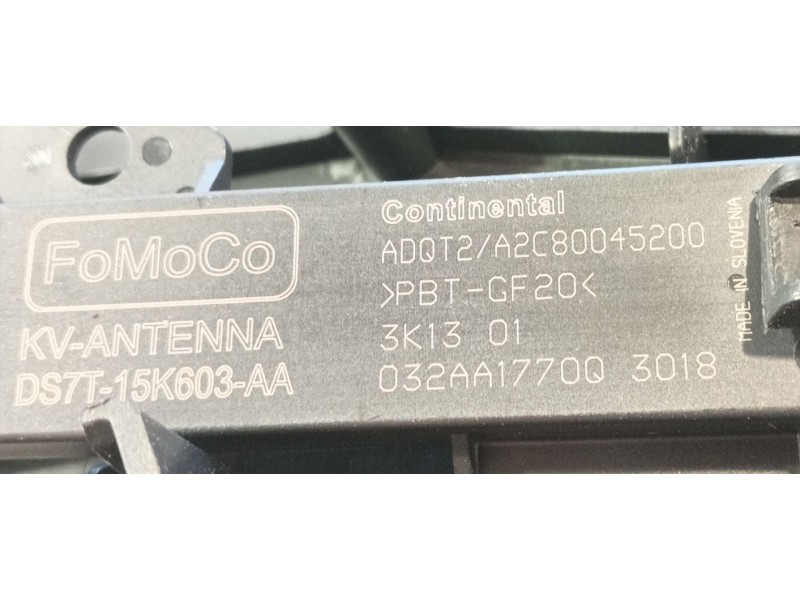 FoMoCo
KV-ANTENNA
DS7T-15K603-AA
Continental
ADQT2/A2C80045200
>PBT-GF20<
3K13 01
032AA1770Q 3018
MADE IN SLOVENIA